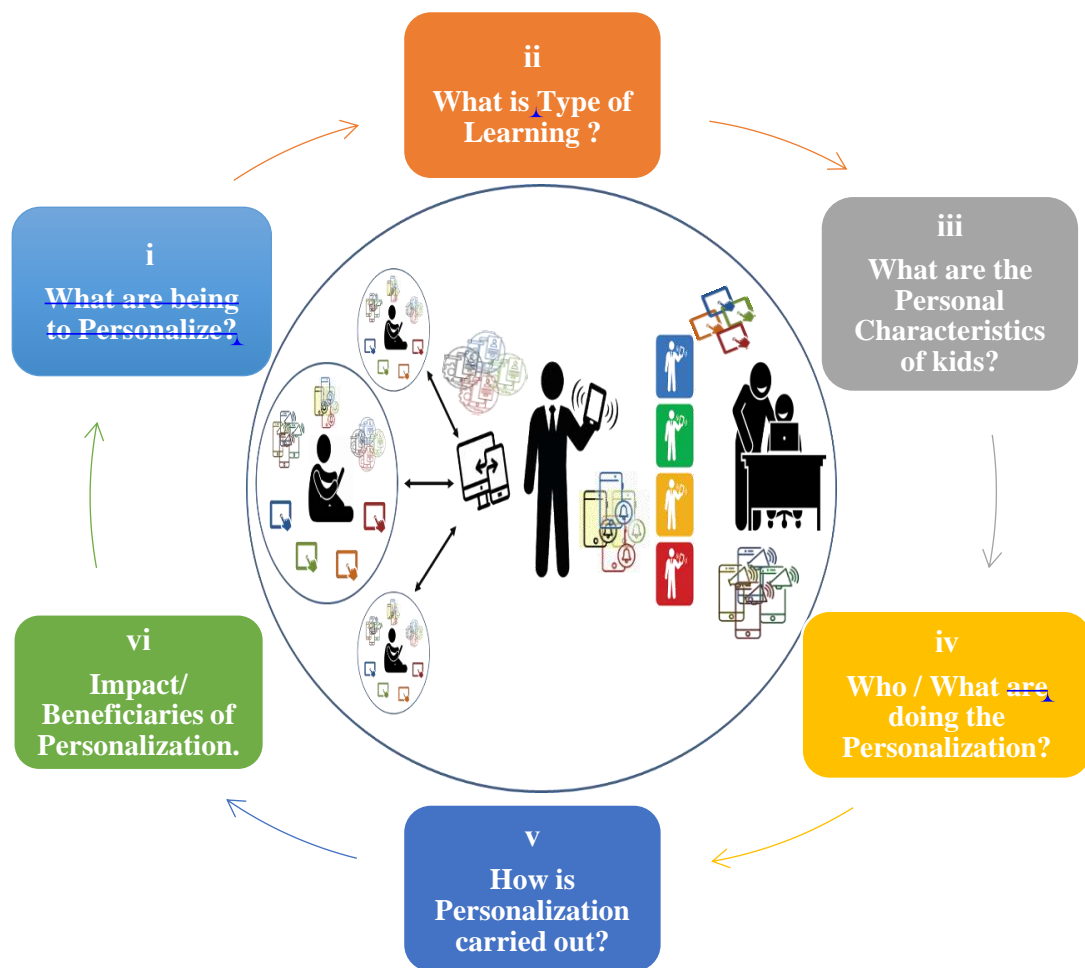 i
What are being
to Personalize?
ii
What is Type of
Learning ?
iii
What are the
Personal
Characteristics
of kids?
iv
Who / What are
doing the
Personalization?
v
How is
Personalization
carried out?
vi
Impact/
Beneficiaries of
Personalization.